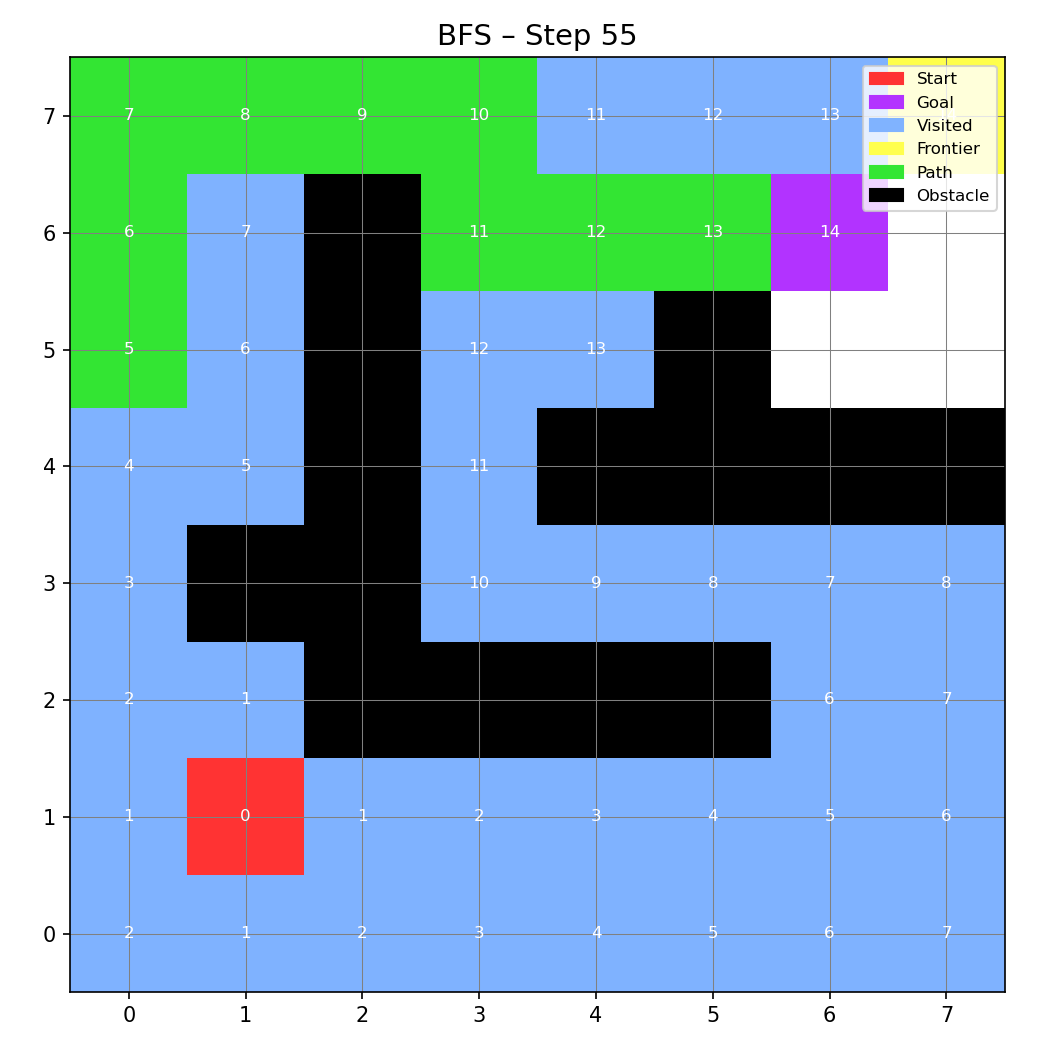 BFS – Step 55
Start
Goal
Visited
Frontier
Path
Obstacle
7 7 8 9 10 11 12 13
6 6 7 11 12 13 14
5 5 6 12 13
4 4 5 11
3 3 10 9 8 7 8
2 2 1 6 7
1 1 0 1 2 3 4 5 6
0 2 1 2 3 4 5 6 7
0 1 2 3 4 5 6 7